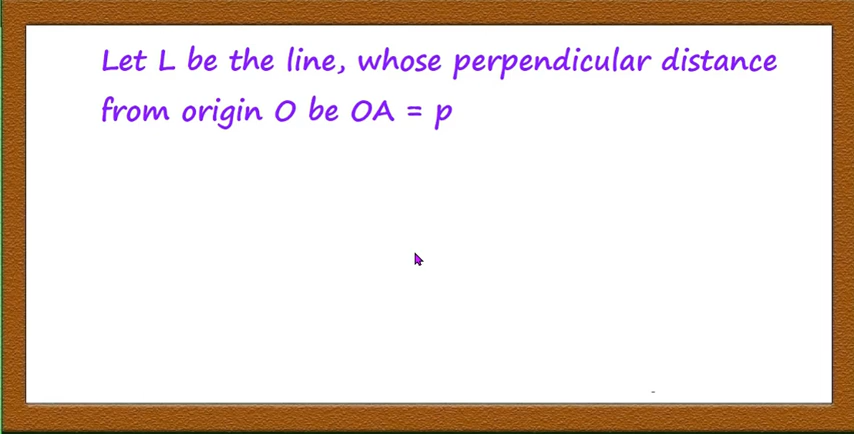 Let L be the line, whose perpendicular distance
from origin O be OA = p